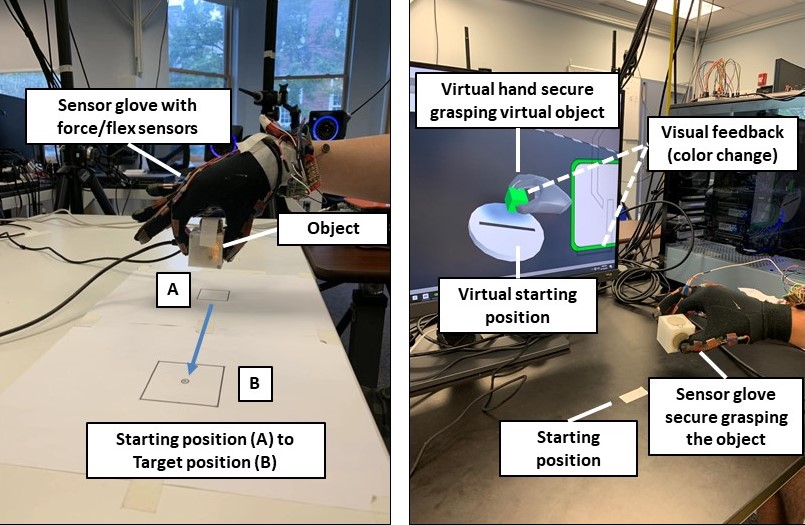 Sensor glove with
force/flex sensors
Object
A
B
Starting position (A) to
Target position (B)
Virtual hand secure
grasping virtual object
Visual feedback
(color change)
Virtual starting
position
Sensor glove
secure grasping
the object
Starting
position